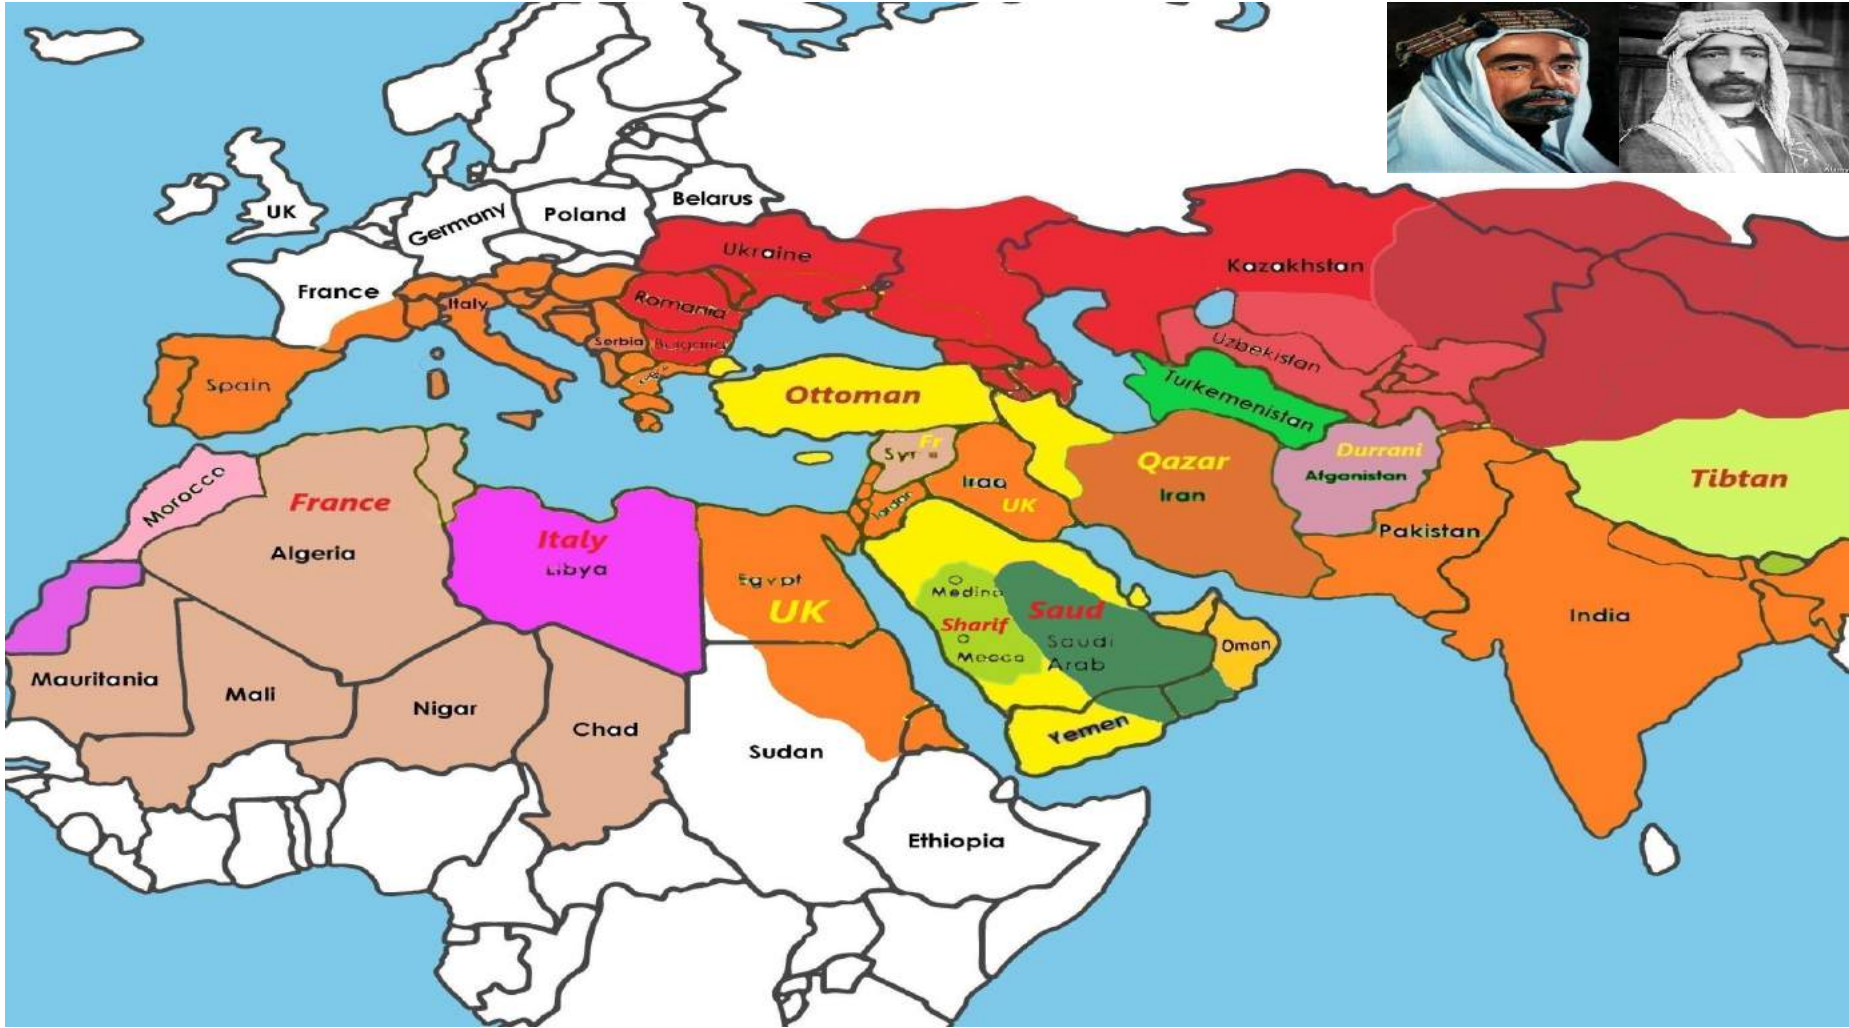 Belarus
UK
Germany
Poland
Ukraine
France
Italy
Kazakhstan
Romania
Serbia
Bulgaria
Uzbekistan
Spain
Ottoman
Turkemenistan
Morocco
Fr
Qazar
Durrani
Afganistan
Tibtan
France
Iraq
UK
Iran
Pakistan
Italy
Libya
Algeria
Egypt
UK
Medina
Sharif
Mecca
Saud
Saudi
Arab
Oman
India
Mauritania
Mali
Nigar
Chad
Yemen
Sudan
Ethiopia